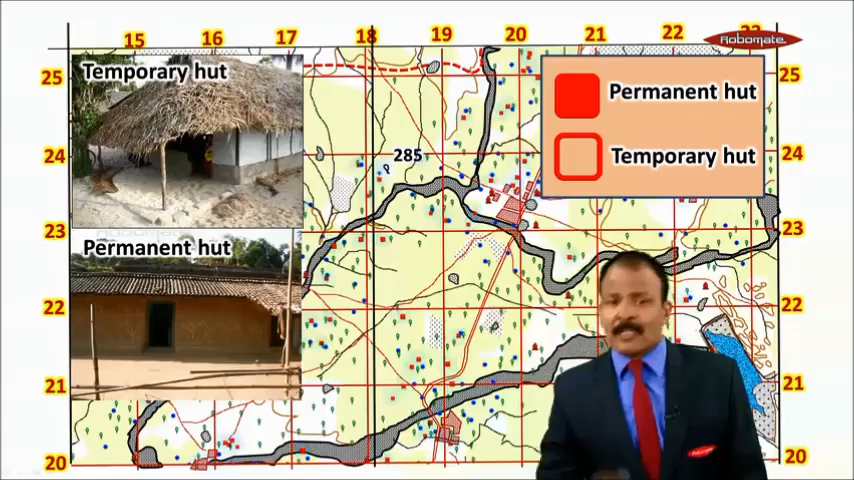 15 16 17 18 19 20 21 22 23
Robomate
25 25
Temporary hut
Permanent hut
24 285 Temporary hut 24
23 23
Permanent hut
22 22
21 21
20 20